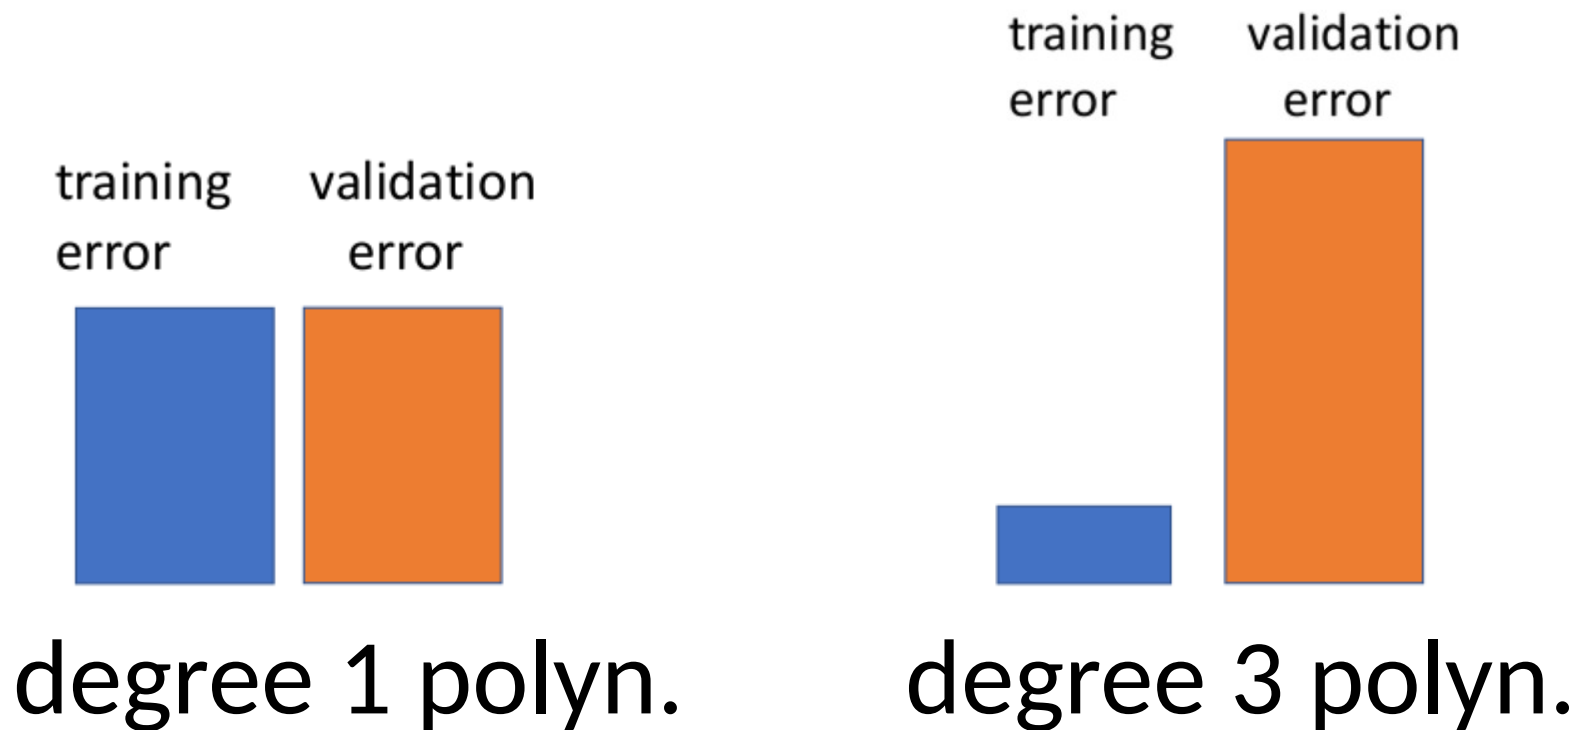 training
error
validation
error
degree 1 polyn.
training
error
validation
error
degree 3 polyn.